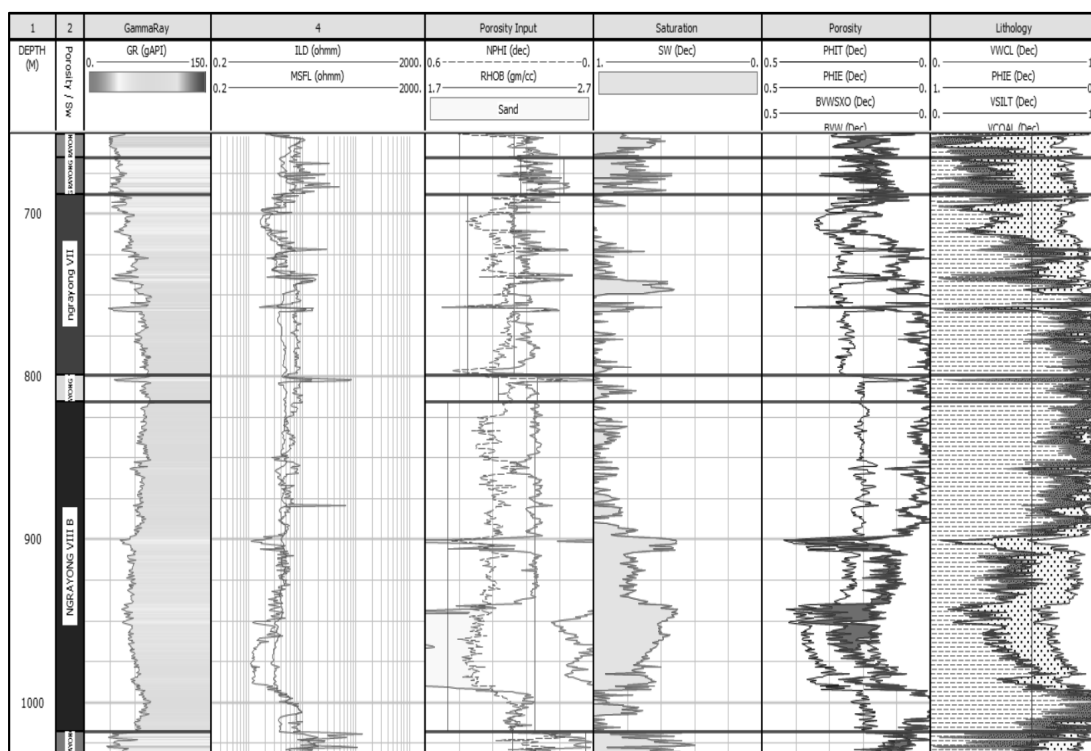 1 2 GammaRay 4 Porosity Input Saturation Porosity Lithology
DEPTH (M)
Porosity / Sw
GR (gAPI)
0. 150.
ILD (ohmm)
0.2 2000.
MSFL (ohmm)
0.2 2000.
NPHI (dec)
0.6 0.
RHOB (gm/cc)
1.7 2.7
Sand
SW (Dec)
1. 0.
PHIT (Dec)
0.5 0.
PHIE (Dec)
0.5 0.
BVWSXO (Dec)
0.5 0.
BVW (Dec)
VWCL (Dec)
0. 1
PHIE (Dec)
1. 0
VSILT (Dec)
0. 1
VCOAL (Dec)
700
ngrayong VII
800
900
NGRAYONG VIII B
1000